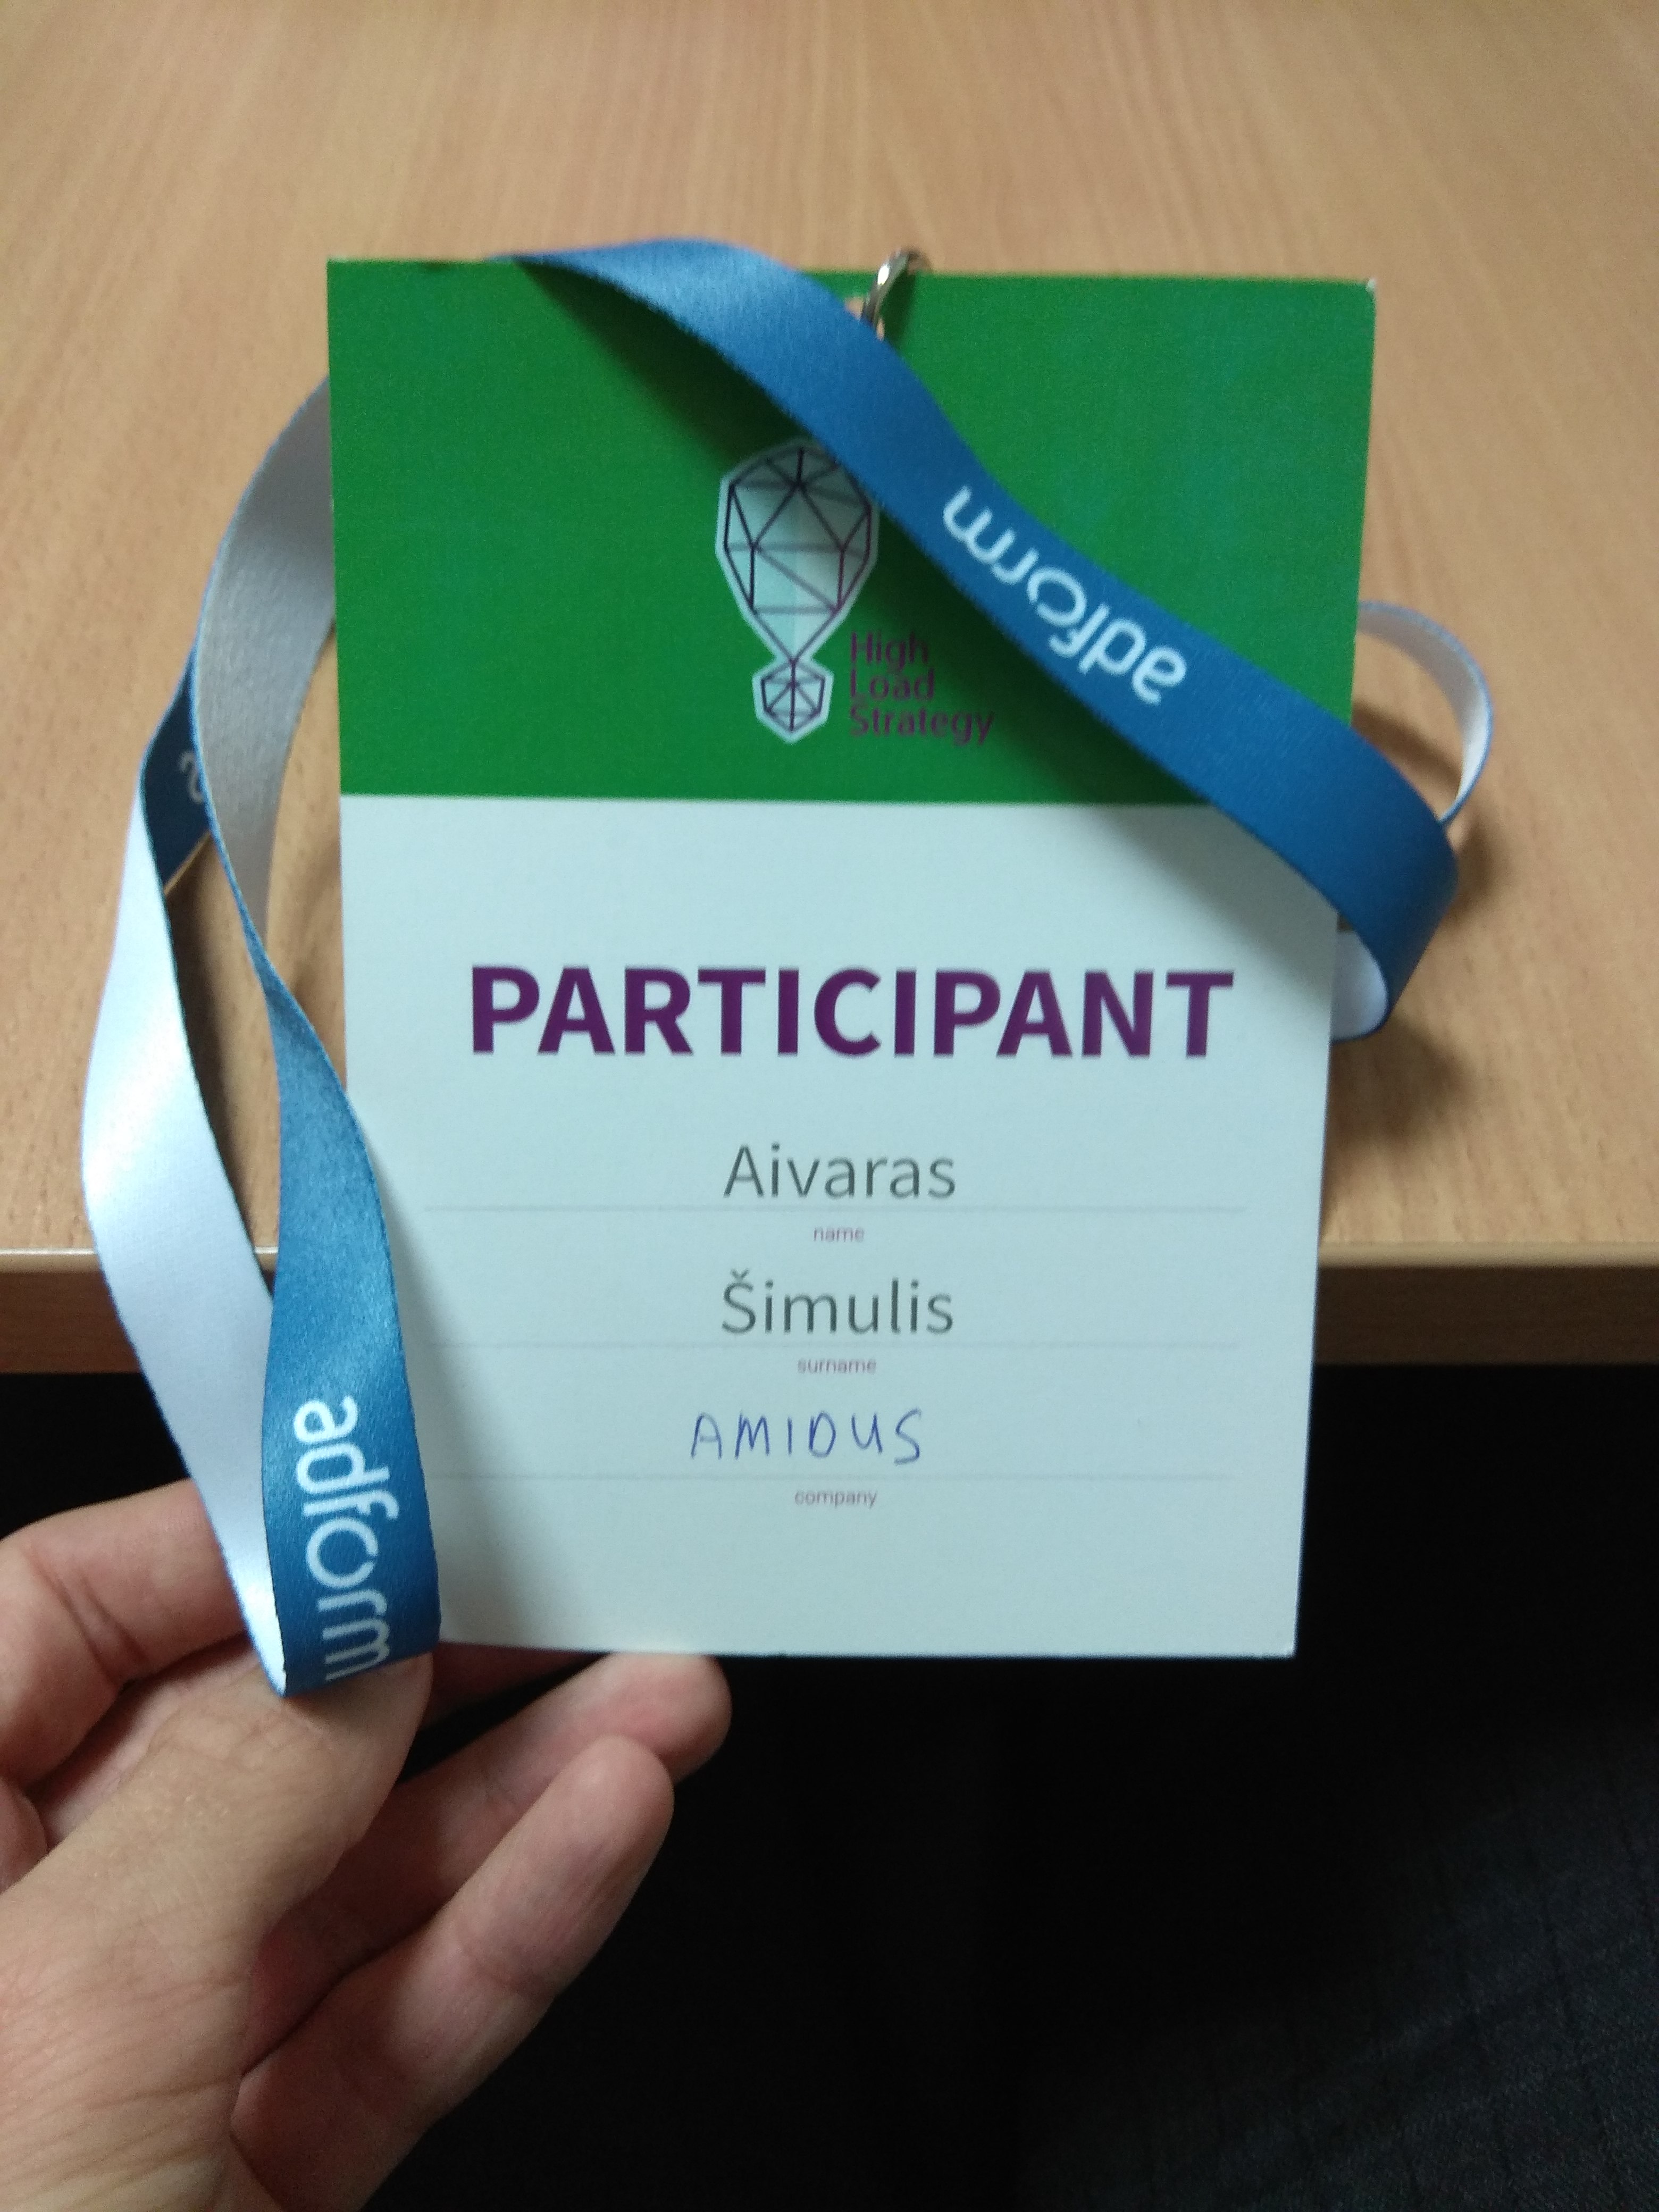 adform
High
Load
Strategy
PARTICIPANT
Aivaras
name
Šimulis
surname
AMIDUS
company
adform